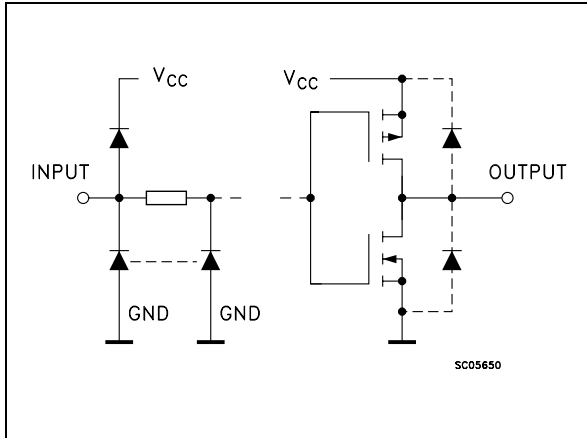 VCC
VCC
INPUT
OUTPUT
GND
GND
SC05650